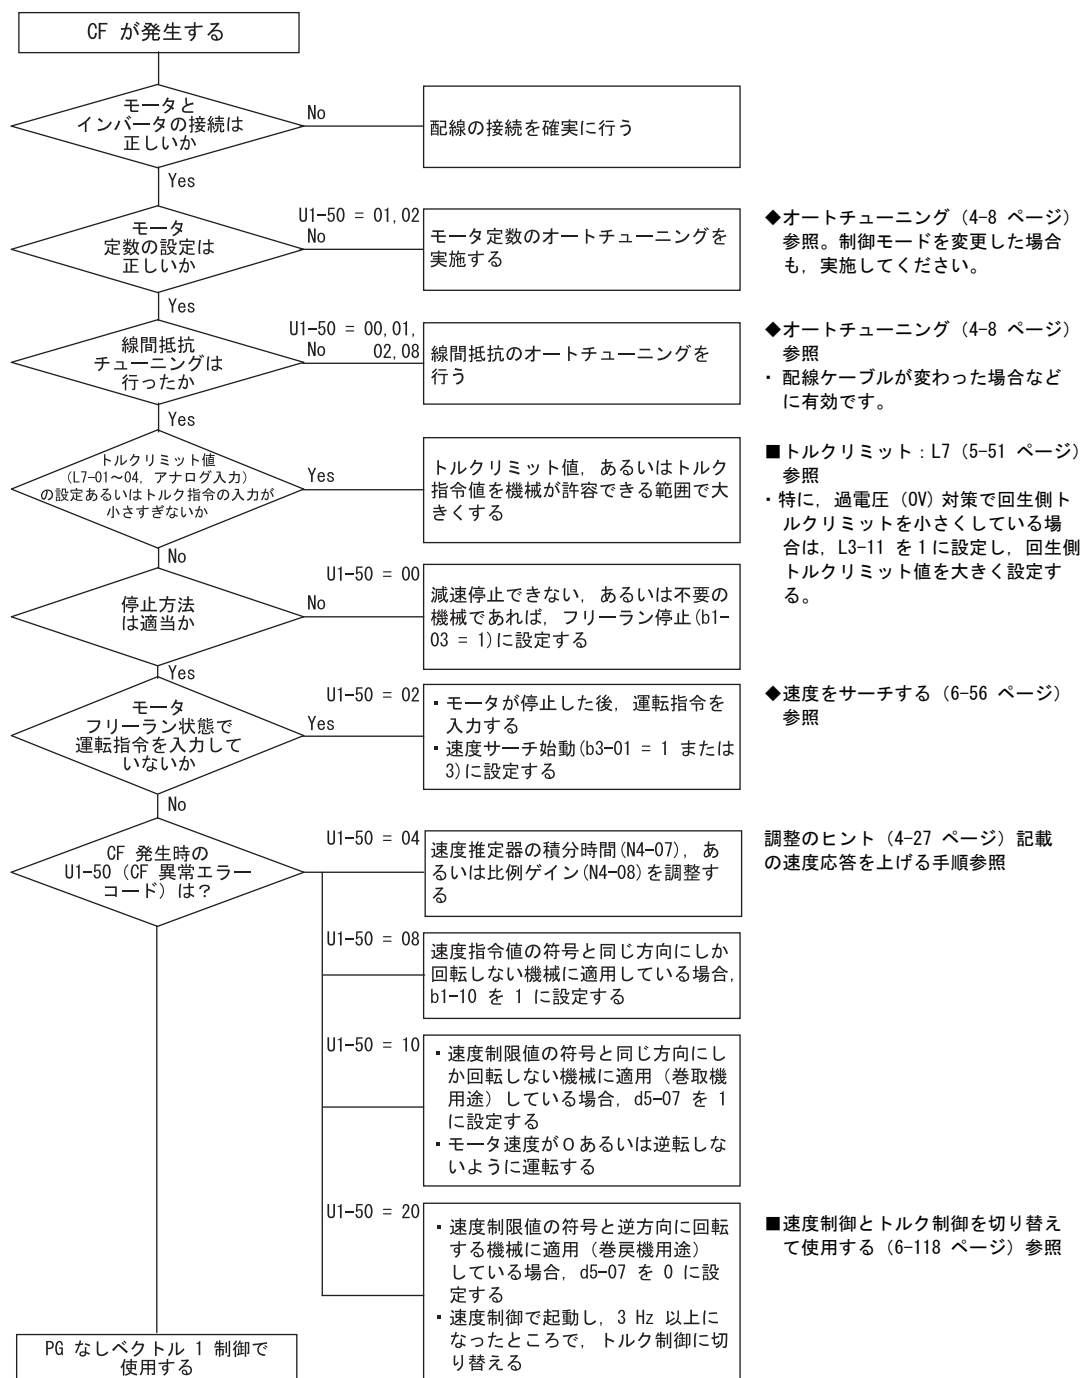 CF が発生する
モータと
インバータの接続は
正しいか
No
配線の接続を確実に行う
Yes
モータ
定数の設定は
正しいか
U1-50 = 01,02
No
モータ定数のオートチューニングを
実施する
◆オートチューニング（4-8 ページ）
参照。制御モードを変更した場合
も，実施してください。
Yes
線間抵抗
チューニングは
行ったか
U1-50 = 00,01,
No 02,08
線間抵抗のオートチューニングを
行う
◆オートチューニング（4-8 ページ）
参照
・配線ケーブルが変わった場合など
に有効です。
Yes
トルクリミット値
(L7-01～04，アナログ入力)
の設定あるいはトルク指令の入力が
小さすぎないか
Yes
トルクリミット値，あるいはトルク
指令値を機械が許容できる範囲で大
きくする
■トルクリミット：L7（5-51 ページ）
参照
・特に，過電圧（OV）対策で回生側ト
ルクリミットを小さくしている場
合は，L3-11 を１に設定し，回生側
トルクリミット値を大きく設定す
る。
No
停止方法
は適当か
U1-50 = 00
No
減速停止できない，あるいは不要の
機械であれば，フリーラン停止(b1-
03 = 1)に設定する
Yes
モータ
フリーラン状態で
運転指令を入力して
いないか
U1-50 = 02
Yes
・モータが停止した後，運転指令を
入力する
・速度サーチ始動(b3-01 = 1 または
3)に設定する
◆速度をサーチする（6-56 ページ）
参照
No
CF 発生時の
U1-50（CF 異常エラー
コード）は？
U1-50 = 04
速度推定器の積分時間(N4-07)，あ
るいは比例ゲイン(N4-08)を調整す
る
調整のヒント（4-27 ページ）記載
の速度応答を上げる手順参照
U1-50 = 08
速度指令値の符号と同じ方向にしか
回転しない機械に適用している場合，
b1-10 を 1 に設定する
U1-50 = 10
・速度制限値の符号と同じ方向にし
か回転しない機械に適用（巻取機
用途）している場合，d5-07 を 1
に設定する
・モータ速度が０あるいは逆転しな
いように運転する
U1-50 = 20
・速度制限値の符号と逆方向に回転
する機械に適用（巻戻機用途）
している場合，d5-07 を 0 に設
定する
・速度制御で起動し，3 Hz 以上に
なったところで，トルク制御に切
り替える
■速度制御とトルク制御を切り替え
て使用する（6-118 ページ）参照
PG なしベクトル 1 制御で
使用する